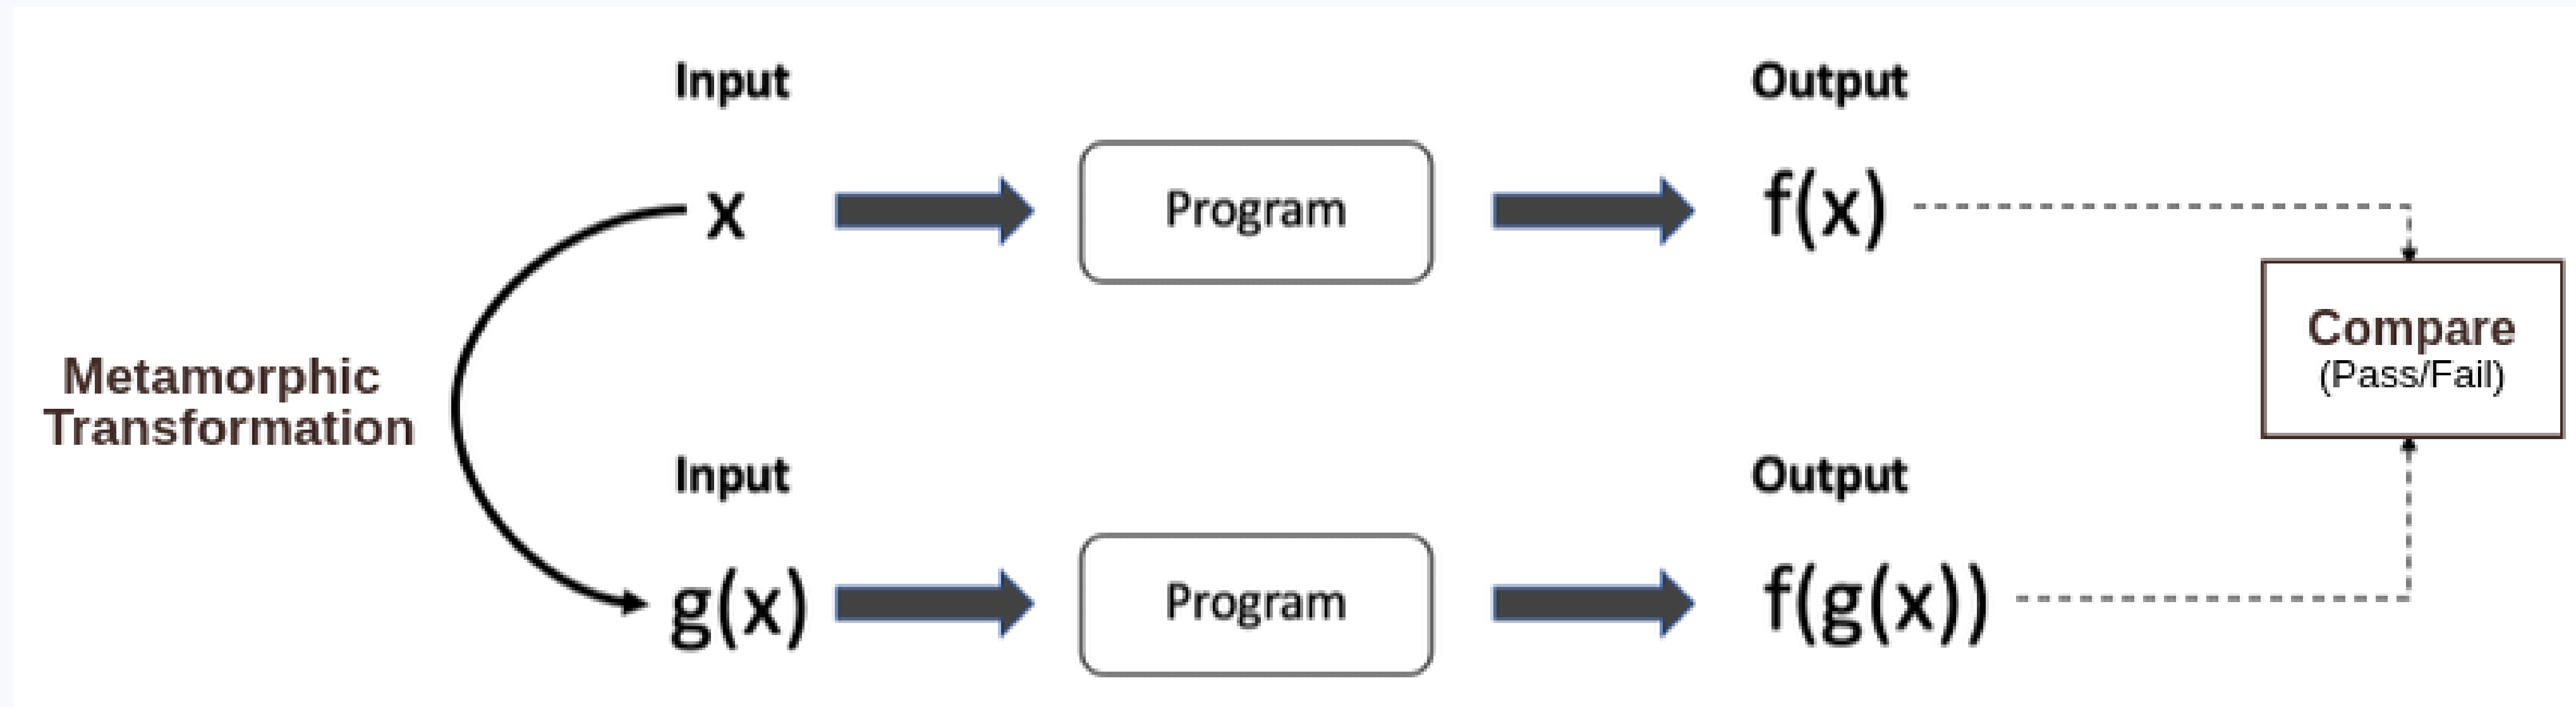 Input
Output
x
Program
f(x)
Compare
(Pass/Fail)
Metamorphic
Transformation
Input
Output
g(x)
Program
f(g(x))